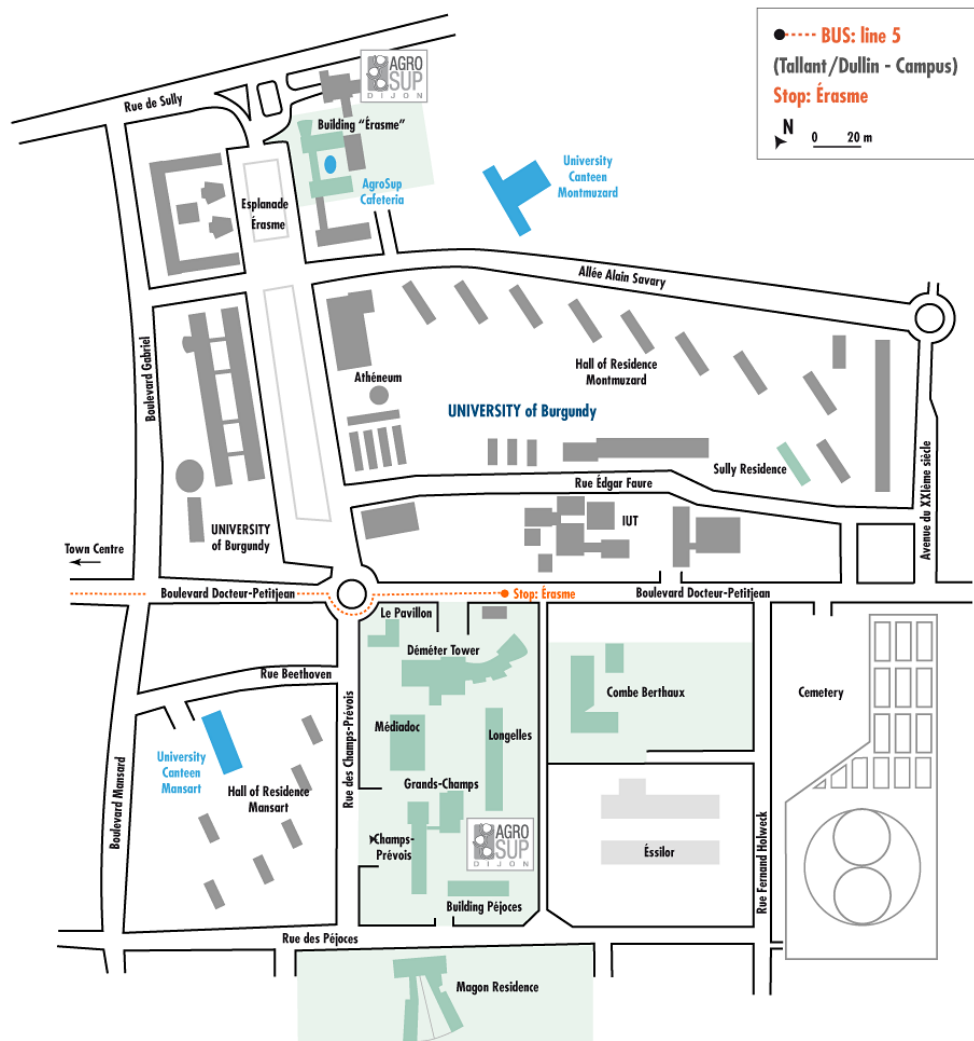 BUS: line 5
(Tallant/Dullin - Campus)
Stop: Érasme
N
0 20 m
AGRO
SUP
DIJON
Rue de Sully
Building “Érasme”
University
Canteen
Montmuzard
AgroSup
Cafeteria
Esplanade
Érasme
Allée Alain Savary
Boulevard Gabriel
Hall of Residence
Montmuzard
Athéneum
UNIVERSITY of Burgundy
Sully Residence
Rue Édgar Faure
Avenue du XXIème siècle
IUT
UNIVERSITY
of Burgundy
Town Centre
Boulevard Docteur-Petitjean
Stop: Érasme
Boulevard Docteur-Petitjean
Le Pavillon
Déméter Tower
Rue Beethoven
Combe Berthaux
Cemetery
Rue des Champs-Prévois
Médiadoc
Longelles
University
Canteen
Mansart
Boulevard Mansard
Hall of Residence
Mansart
Grands-Champs
Champs-
Prévois
AGRO
SUP
DIJON
Éssilor
Rue Fernand Holweck
Building Péjoces
Rue des Péjoces
Magon Residence